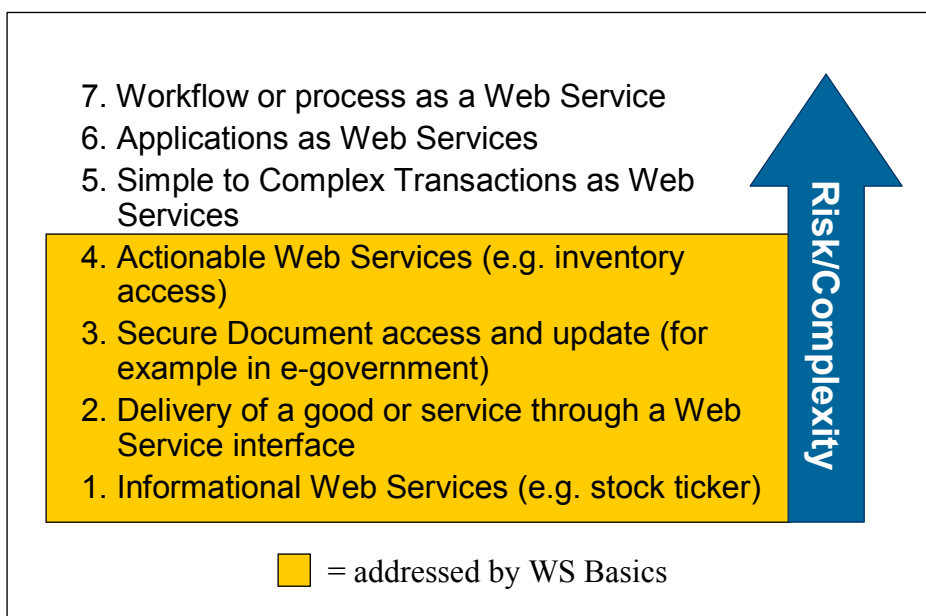 7. Workflow or process as a Web Service
6. Applications as Web Services
5. Simple to Complex Transactions as Web
Services
4. Actionable Web Services (e.g. inventory
access)
3. Secure Document access and update (for
example in e-government)
2. Delivery of a good or service through a Web
Service interface
1. Informational Web Services (e.g. stock ticker)
Risk/Complexity
= addressed by WS Basics